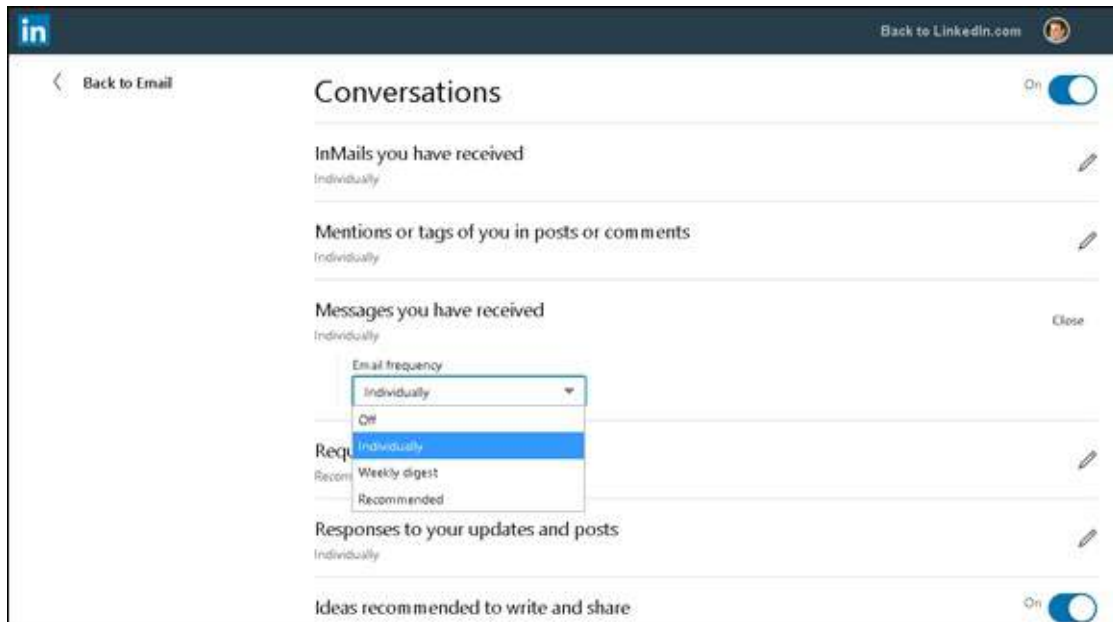 in
Back to LinkedIn.com
Back to Email
Conversations
On
InMails you have received
Individually
Mentions or tags of you in posts or comments
Individually
Messages you have received
Individually
Close
Email frequency
Individually
Off
Individually
Weekly digest
Recommended
Requ
Recom
Responses to your updates and posts
Individually
Ideas recommended to write and share
On